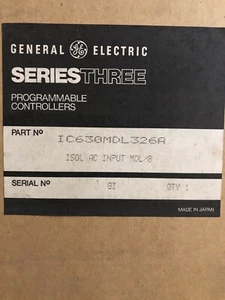 GENERAL ELECTRIC
SERIES THREE
PROGRAMMABLE
CONTROLLERS
PART Nº IC630MDL326A
ISOL AC INPUT MDL/8
SERIAL Nº GI QTY 1
MADE IN JAPAN